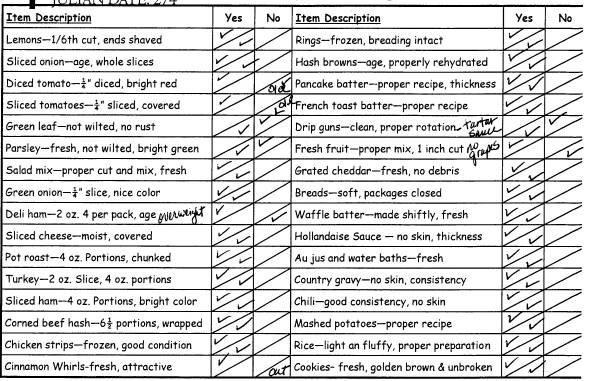 JULIAN DATE: 274
Item Description Yes No Item Description Yes No
Lemons—1/6th cut, ends shaved Rings—frozen, breading intact
Sliced onion—age, whole slices Hash browns—age, properly rehydrated
Diced tomato—¼" diced, bright red old Pancake batter—proper recipe, thickness
Sliced tomatoes—¼" sliced, covered old French toast batter—proper recipe
Green leaf—not wilted, no rust Drip guns—clean, proper rotation tartar sauce
Parsley—fresh, not wilted, bright green Fresh fruit—proper mix, 1 inch cut no grapes
Salad mix—proper cut and mix, fresh Grated cheddar—fresh, no debris
Green onion—¼" slice, nice color Breads—soft, packages closed
Deli ham—2 oz. 4 per pack, age overweight Waffle batter—made shiftly, fresh
Sliced cheese—moist, covered Hollandaise Sauce — no skin, thickness
Pot roast—4 oz. Portions, chunked Au jus and water baths—fresh
Turkey—2 oz. Slice, 4 oz. portions Country gravy—no skin, consistency
Sliced ham—4 oz. Portions, bright color Chili—good consistency, no skin
Corned beef hash—6½ portions, wrapped Mashed potatoes—proper recipe
Chicken strips—frozen, good condition Rice—light an fluffy, proper preparation
Cinnamon Whirls-fresh, attractive out Cookies- fresh, golden brown & unbroken